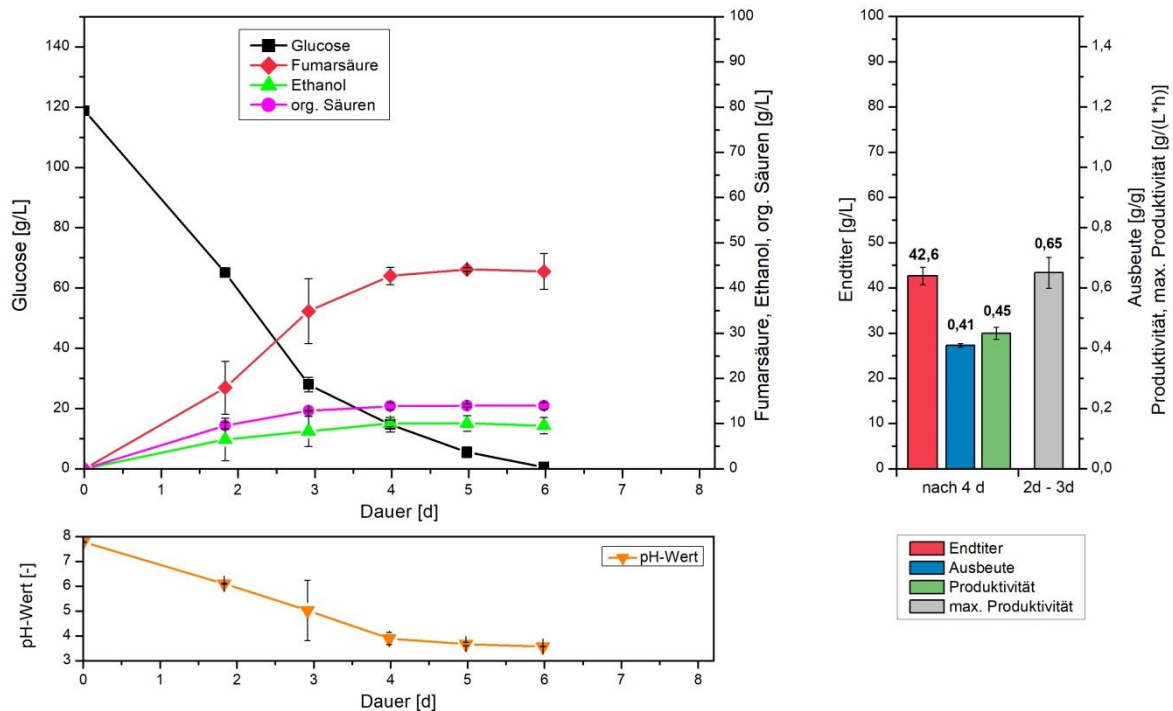 Glucose
Fumarsäure
Ethanol
org. Säuren
Glucose [g/L]
140
120
100
80
60
40
20
0
Fumarsäure, Ethanol, org. Säuren [g/L]
100
90
80
70
60
50
40
30
20
10
0
0 1 2 3 4 5 6 7 8
Dauer [d]
pH-Wert
pH-Wert [-]
8
7
6
5
4
3
0 1 2 3 4 5 6 7 8
Dauer [d]
Endtiter [g/L]
100
90
80
70
60
50
40
30
20
10
0
42,6
0,41
0,45
0,65
1,4
1,2
1,0
0,8
0,6
0,4
0,2
0,0
Ausbeute [g/g]
Produktivität, max. Produktivität [g/(L*h)]
nach 4 d 2d - 3d
Endtiter
Ausbeute
Produktivität
max. Produktivität